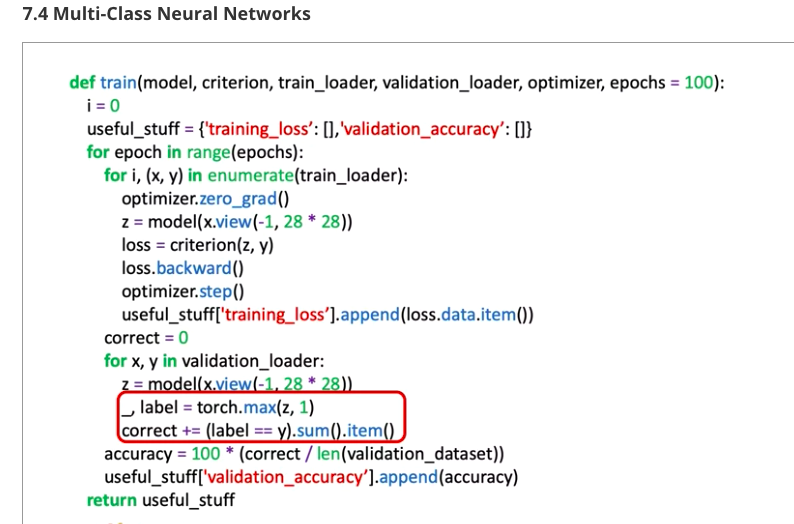 7.4 Multi-Class Neural Networks
def train(model, criterion, train_loader, validation_loader, optimizer, epochs = 100):
i = 0
useful_stuff = {'training_loss’: [],'validation_accuracy’: []}
for epoch in range(epochs):
for i, (x, y) in enumerate(train_loader):
optimizer.zero_grad()
z = model(x.view(-1, 28 * 28))
loss = criterion(z, y)
loss.backward()
optimizer.step()
useful_stuff['training_loss’].append(loss.data.item())
correct = 0
for x, y in validation_loader:
z = model(x.view(-1, 28 * 28))
_, label = torch.max(z, 1)
correct += (label == y).sum().item()
accuracy = 100 * (correct / len(validation_dataset))
useful_stuff['validation_accuracy’].append(accuracy)
return useful_stuff